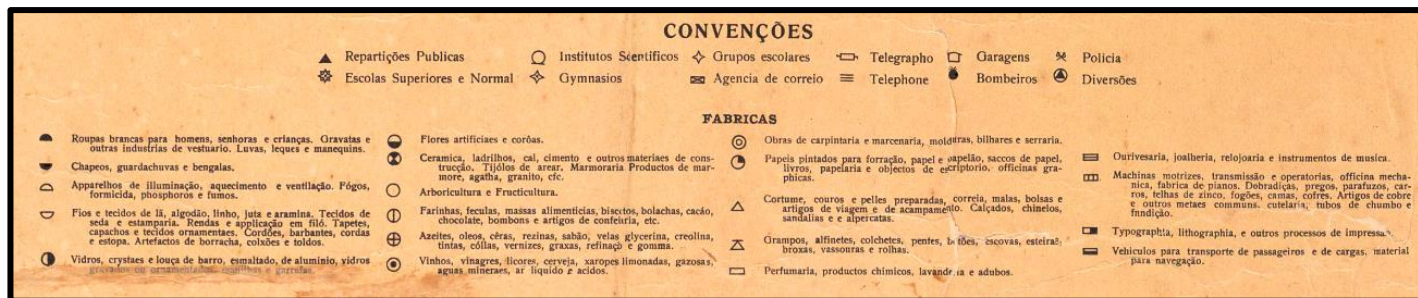 CONVENÇÕES
Repartições Publicas
Institutos Scientificos
Grupos escolares
Telegrapho
Garagens
Policia
Escolas Superiores e Normal
Gymnasios
Agencia de correio
Telephone
Bombeiros
Diversões
FABRICAS
Roupas brancas para homens, senhoras e crianças. Gravatas e
outras industrias de vestuario. Luvas, leques e manequins.
Chapeos, guardachuvas e bengalas.
Apparelhos de illuminação, aquecimento e ventilação. Fógos,
formicida, phosphoros e fumos.
Fios e tecidos de lã, algodão, linho, juta e aramina. Tecidos de
seda e estamparia. Rendas e applicação em filó. Tapetes,
capachos e tecidos ornamentaes. Cordões, barbantes, cordas
e estopa. Artefactos de borracha, colxões e toldos.
Vidros, crystaes e louça de barro, esmaltado, de aluminio, vidros
gravados ou ornamentados, espelhos e garrafas.
Flores artificiaes e corôas.
Ceramica, ladrilhos, cal, cimento e outros materiaes de cons-
trucção, Tijólos de arear, Marmoraria Productos de mar-
more, agatha, granito, cfc.
Arboricultura e Fructicultura.
Farinhas, feculas, massas alimenticias, biscitos, bolachas, cacáo,
chocolate, bombons e artigos de confeitria, etc.
Azeites, oleos, cêras, rezinas, sabão, velas glycerina, creolina,
tintas, cóllas, vernizes, graxas, refinaçõ e gomma.
Vinhos, vinagres, licores, cerveja, xaropes limonadas, gazosas,
aguas mineraes, ar liquido e acidos.
Obras de carpintaria e marcenaria, molduras, bilhares e serraria.
Papeis pintados para forração, papel e papelão, saccos de papel,
livros, papelaria e objectos de escriptorio, officinas gra-
phicas.
Cortume, couros e pelles preparadas, correia, malas, bolsas e
artigos de viagem e de acampamento. Calçados, chinelos,
sandalias e e alpercatas.
Grampos, alfinetes, colchetes, pentes, botões, escovas, esteiras,
broxas, vassouras e rolhas.
Perfumaria, productos chimicos, lavanderia e adubos.
Ourivesaria, joalheria, relojoaria e instrumentos de musica.
Machinas motrizes, transmissão e operatorias, officina mecha-
nica, fabrica de pianos. Dobradiças, pregos, parafuzos, car-
ros, telhas de zinco, fogões, camas, cofres. Artigos de cobre
e outros metaes communs. cutelaria, tubos de chumbo e
fundição.
Typographia, lithographia, e outros processos de impressão.
Vehiculos para transporte de passageiros e de cargas, material
para navegação.